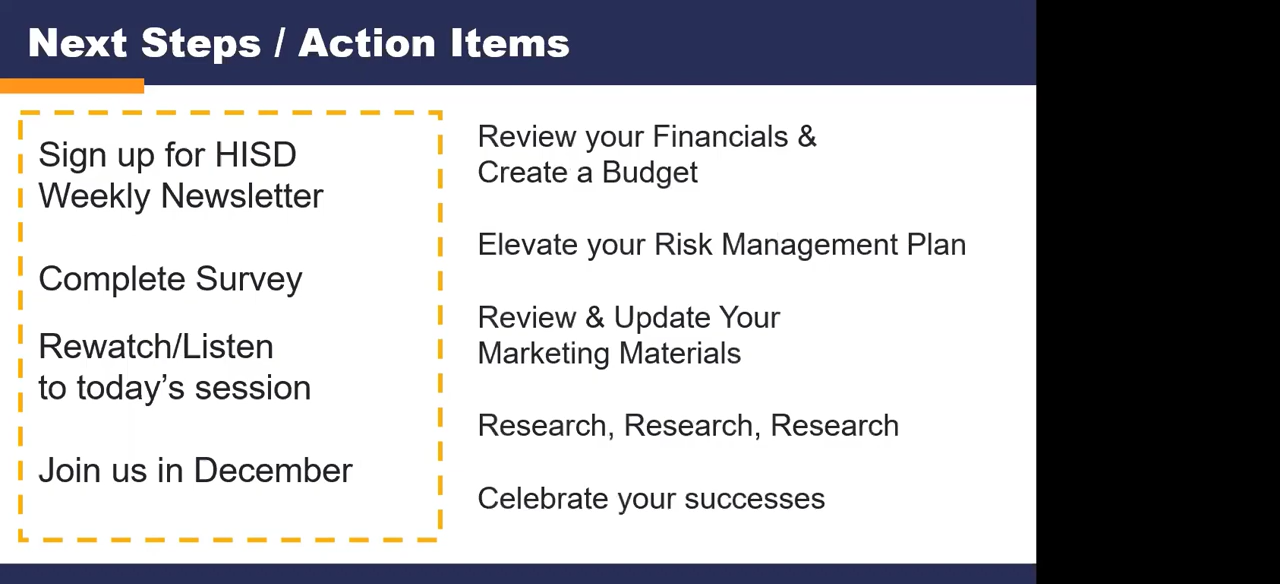 Next Steps / Action Items
Sign up for HISD
Weekly Newsletter
Complete Survey
Rewatch/Listen
to today’s session
Join us in December
Review your Financials &
Create a Budget
Elevate your Risk Management Plan
Review & Update Your
Marketing Materials
Research, Research, Research
Celebrate your successes